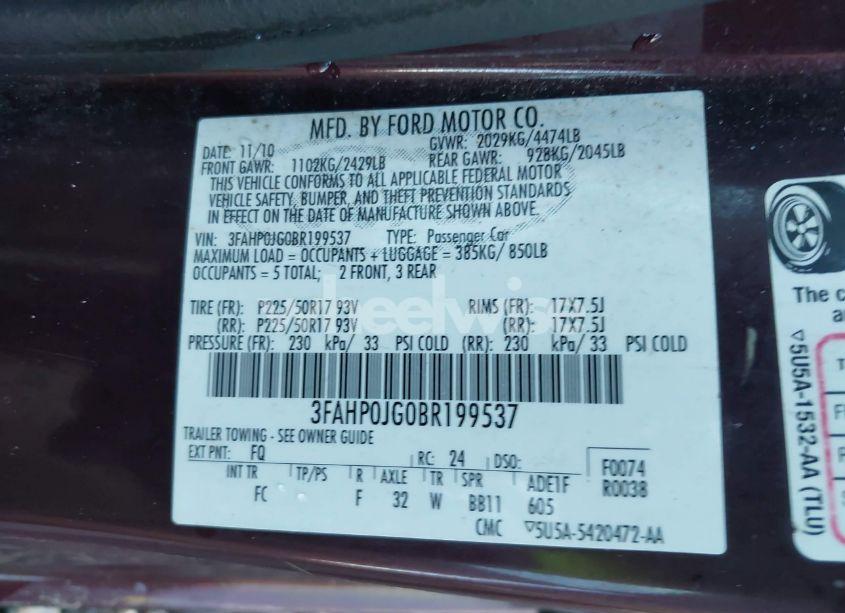 MFD. BY FORD MOTOR CO.
DATE: 11/10 GVWR: 2029KG/4474LB
FRONT GAWR: 1102KG/2429LB REAR GAWR: 928KG/2045LB
THIS VEHICLE CONFORMS TO ALL APPLICABLE FEDERAL MOTOR
VEHICLE SAFETY, BUMPER, AND THEFT PREVENTION STANDARDS
IN EFFECT ON THE DATE OF MANUFACTURE SHOWN ABOVE.
VIN: 3FAHP0JG0BR199537 TYPE: Passenger Car
MAXIMUM LOAD = OCCUPANTS + LUGGAGE = 385KG/ 850LB
OCCUPANTS = 5 TOTAL; 2 FRONT, 3 REAR
TIRE (FR): P225/50R17 93V RIMS (FR): 17X7.5J
(RR): P225/50R17 93V (RR): 17X7.5J
PRESSURE (FR): 230 kPa/ 33 PSI COLD (RR): 230 kPa/ 33 PSI COLD
3FAHP0JG0BR199537
TRAILER TOWING - SEE OWNER GUIDE
EXT PNT: FQ RC: 24 DSO: F0074
INT TR TP/PS R AXLE TR SPR ADE1F R0038
FC F 32 W BB11 605
CMC ▽5U5A-5420472-AA
The c
a
▽5U5A-1532-AA (TLU)